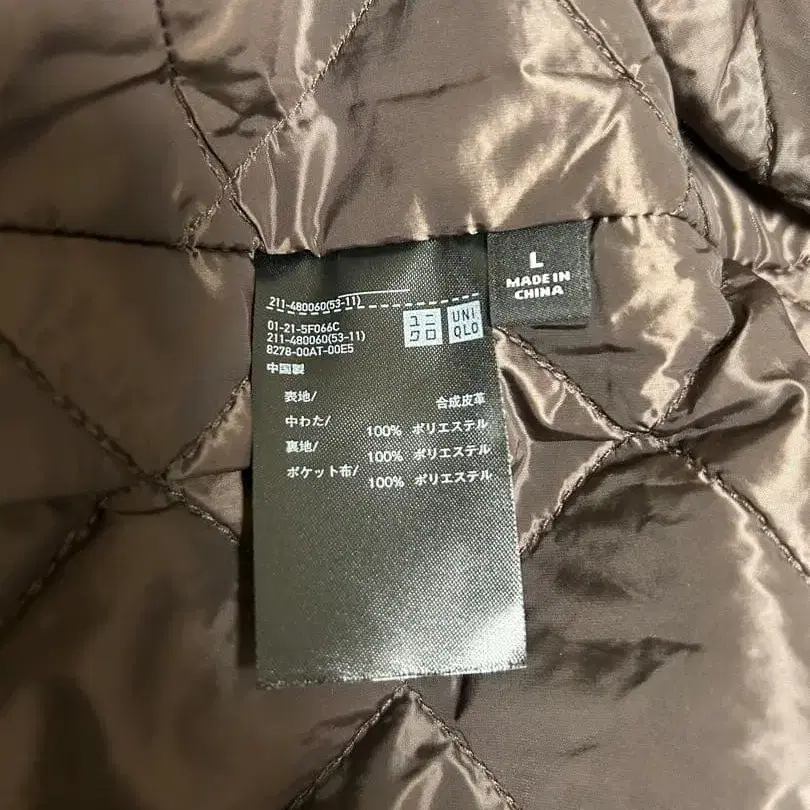 211-480060(53-11)
01-21-5F066C
211-480060(53-11)
8278-00AT-00E5
中国製
ユニ
クロ
UNI
QLO
L
MADE IN
CHINA
表地/
合成皮革
中わた/
100% ポリエステル
裏地/
100% ポリエステル
ポケット布/
100% ポリエステル